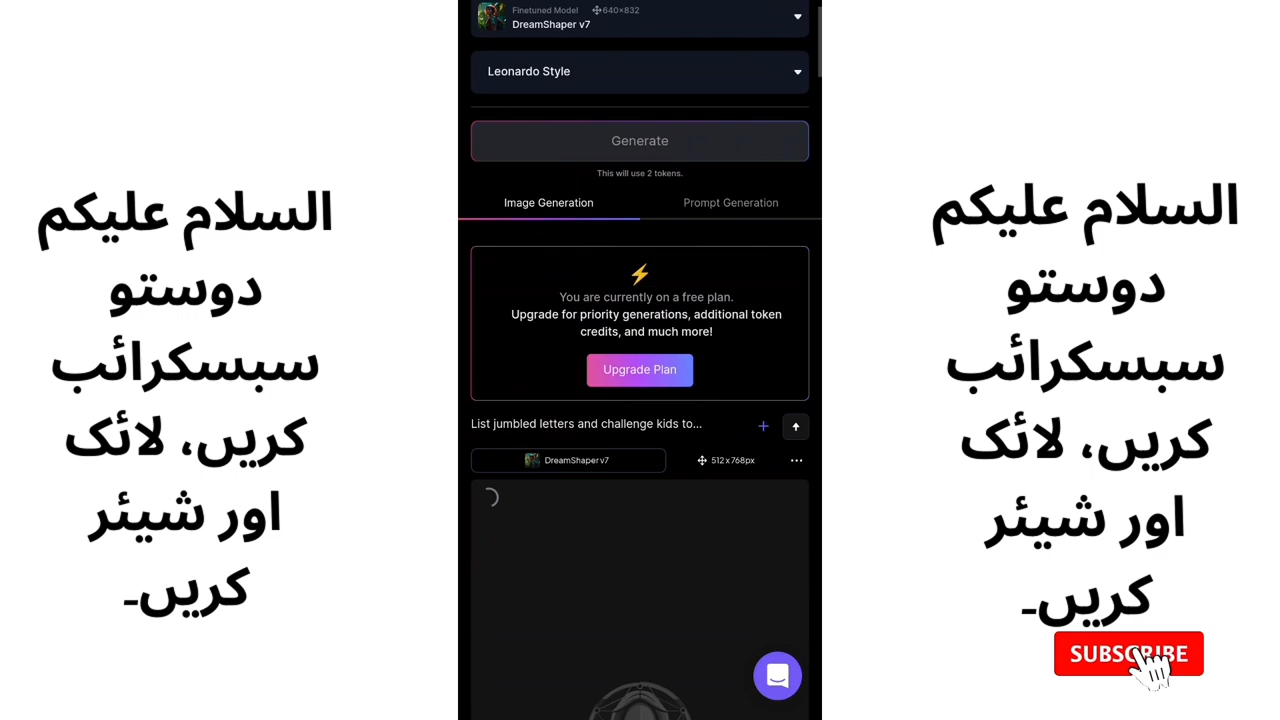 السلام علیکم
دوستو
سبسکرائب
کریں، لائک
اور شیئر
کریں۔
Finetuned Model 640×832
DreamShaper v7
Leonardo Style
Generate
This will use 2 tokens.
Image Generation Prompt Generation
You are currently on a free plan.
Upgrade for priority generations, additional token
credits, and much more!
Upgrade Plan
List jumbled letters and challenge kids to...
DreamShaper v7 512x768px
السلام علیکم
دوستو
سبسکرائب
کریں، لائک
اور شیئر
کریں۔
SUBSCRIBE